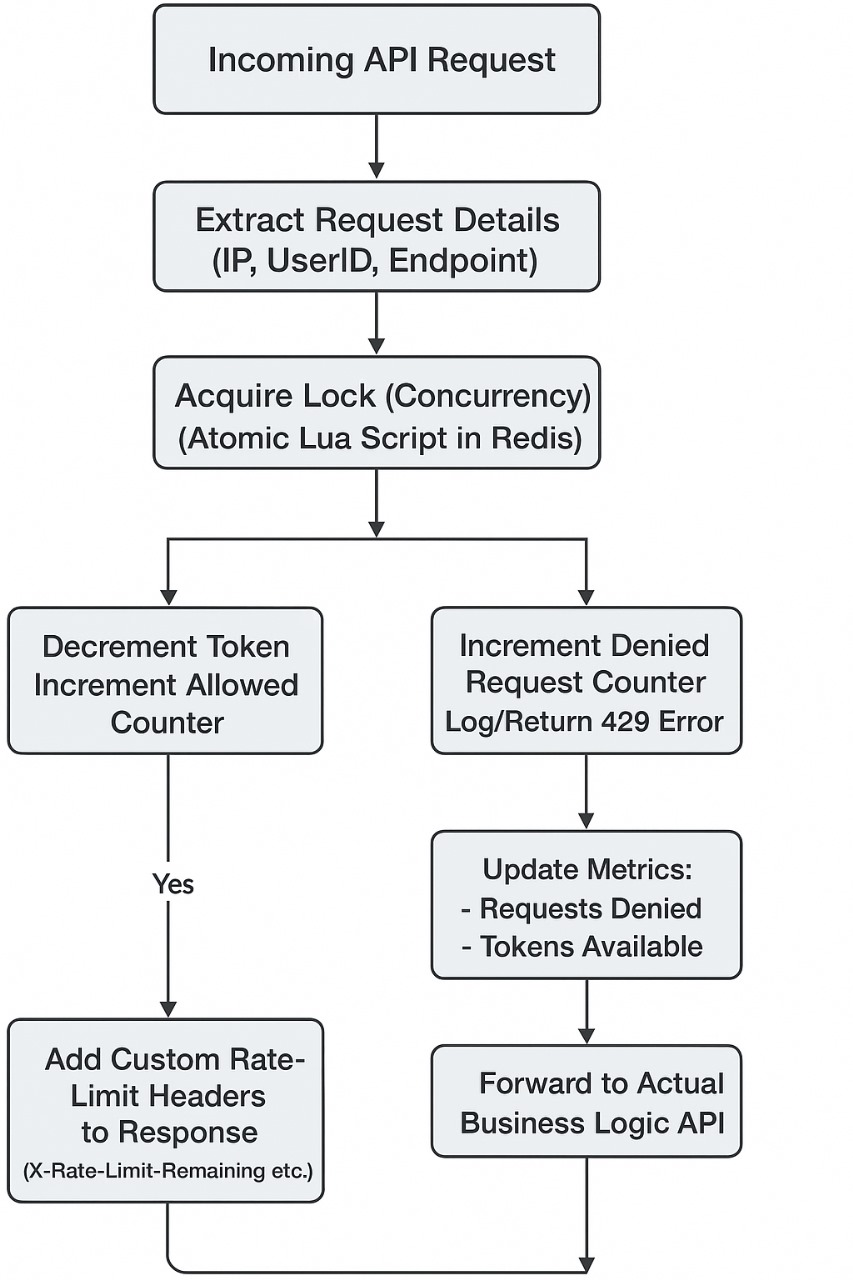 Incoming API Request
Extract Request Details
(IP, UserID, Endpoint)
Acquire Lock (Concurrency)
(Atomic Lua Script in Redis)
Decrement Token
Increment Allowed
Counter
Increment Denied
Request Counter
Log/Return 429 Error
Yes
Update Metrics:
- Requests Denied
- Tokens Available
Add Custom Rate-
Limit Headers
to Response
(X-Rate-Limit-Remaining etc.)
Forward to Actual
Business Logic API